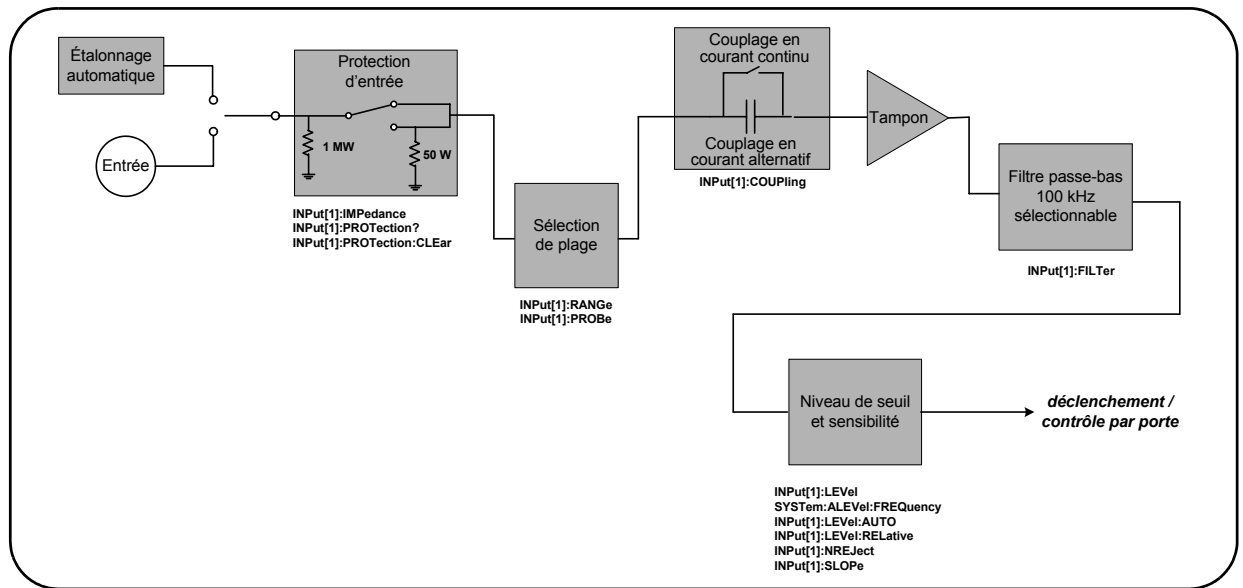 Étalonnage
automatique
Entrée
Protection
d'entrée
1 MW
50 W
INPut[1]:IMPedance
INPut[1]:PROTection?
INPut[1]:PROTection:CLEar
Sélection
de plage
INPut[1]:RANGe
INPut[1]:PROBe
Couplage en
courant continu
Couplage en
courant alternatif
INPut[1]:COUPling
Tampon
Filtre passe-bas
100 kHz
sélectionnable
INPut[1]:FILTer
Niveau de seuil
et sensibilité
INPut[1]:LEVel
SYSTem:ALEVel:FREQuency
INPut[1]:LEVel:AUTO
INPut[1]:LEVel:RELative
INPut[1]:NREJect
INPut[1]:SLOPe
déclenchement /
contrôle par porte